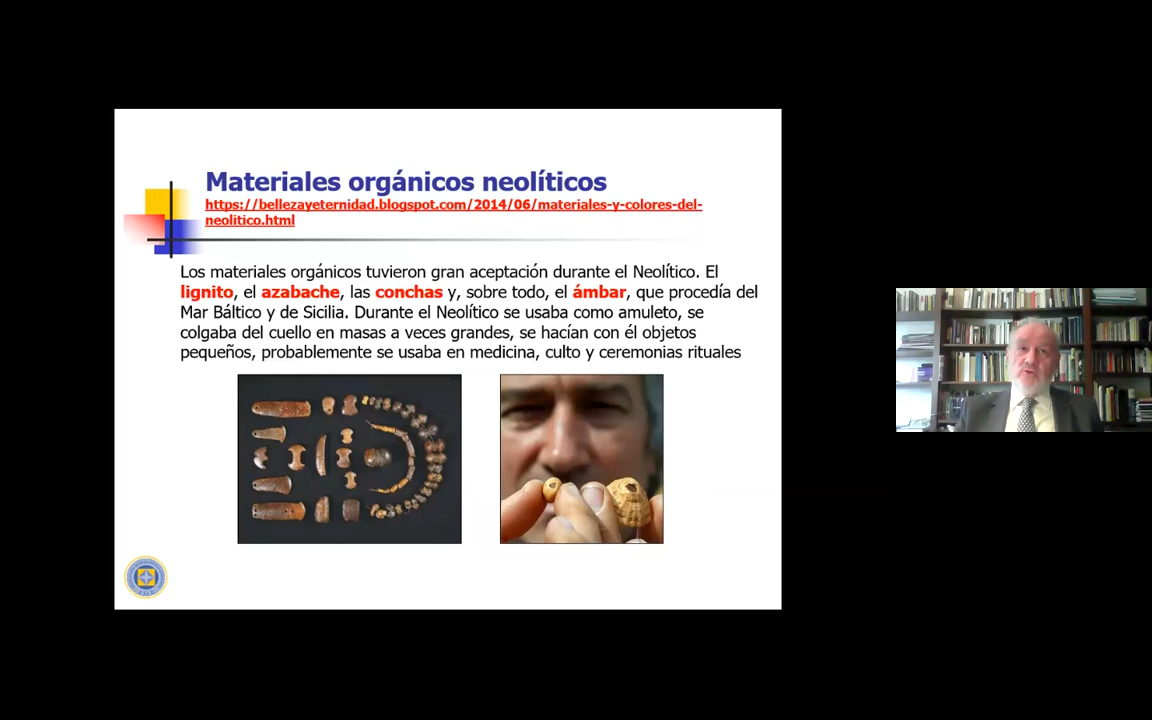 Materiales orgánicos neolíticos
https://bellezayeternidad.blogspot.com/2014/06/materiales-y-colores-del-
neolitico.html
Los materiales orgánicos tuvieron gran aceptación durante el Neolítico. El
lignito, el azabache, las conchas y, sobre todo, el ámbar, que procedía del
Mar Báltico y de Sicilia. Durante el Neolítico se usaba como amuleto, se
colgaba del cuello en masas a veces grandes, se hacían con él objetos
pequeños, probablemente se usaba en medicina, culto y ceremonias rituales